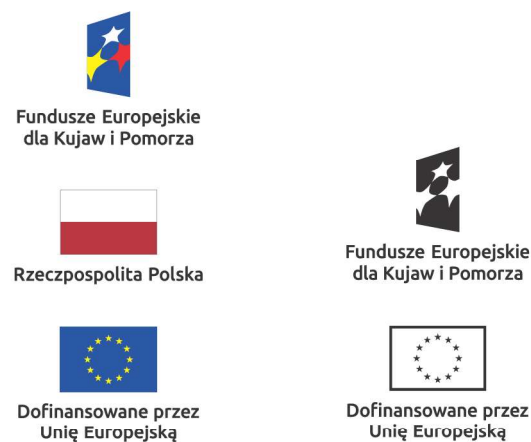 Fundusze Europejskie
dla Kujaw i Pomorza
Rzeczpospolita Polska
Dofinansowane przez
Unię Europejską
Fundusze Europejskie
dla Kujaw i Pomorza
Dofinansowane przez
Unię Europejską